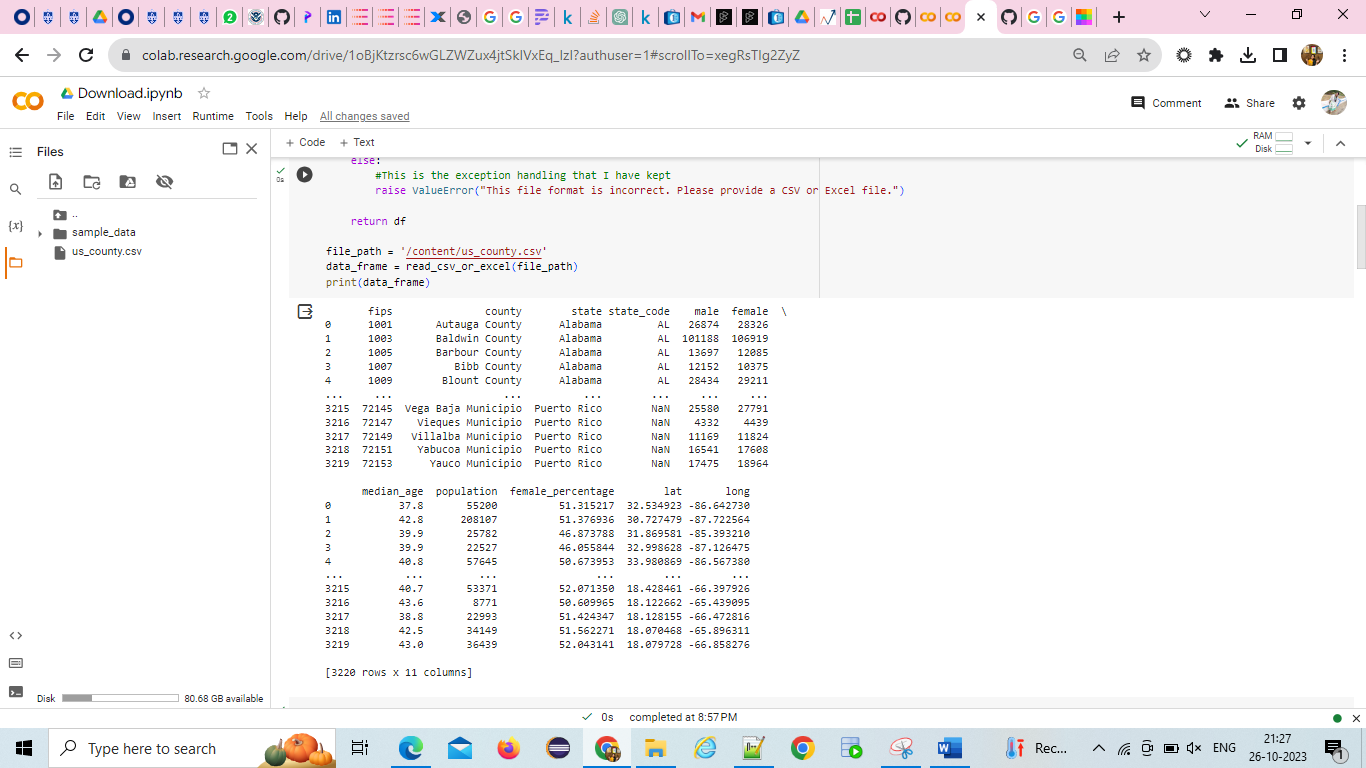 colab.research.google.com/drive/1oBjKtzrsc6wGLZWZux4jtSkIVxEq_IzI?authuser=1#scrollTo=xegRsTIg2ZyZ
Download.ipynb
File Edit View Insert Runtime Tools Help All changes saved
Comment Share
Files
+ Code + Text
RAM
Disk
..
sample_data
us_county.csv
else:
#This is the exception handling that I have kept
raise ValueError("This file format is incorrect. Please provide a CSV or Excel file.")
return df
file_path = '/content/us_county.csv'
data_frame = read_csv_or_excel(file_path)
print(data_frame)
0s
fips county state state_code male female \
0 1001 Autauga County Alabama AL 26874 28326
1 1003 Baldwin County Alabama AL 101188 106919
2 1005 Barbour County Alabama AL 13697 12085
3 1007 Bibb County Alabama AL 12152 10375
4 1009 Blount County Alabama AL 28434 29211
... ... ... ... ... ... ...
3215 72145 Vega Baja Municipio Puerto Rico NaN 25580 27791
3216 72147 Vieques Municipio Puerto Rico NaN 4332 4439
3217 72149 Villalba Municipio Puerto Rico NaN 11169 11824
3218 72151 Yabucoa Municipio Puerto Rico NaN 16541 17608
3219 72153 Yauco Municipio Puerto Rico NaN 17475 18964
median_age population female_percentage lat long
0 37.8 55200 51.315217 32.534923 -86.642730
1 42.8 208107 51.376936 30.727479 -87.722564
2 39.9 25782 46.873788 31.869581 -85.393210
3 39.9 22527 46.055844 32.998628 -87.126475
4 40.8 57645 50.673953 33.980869 -86.567380
... ... ... ... ... ...
3215 40.7 53371 52.071350 18.428461 -66.397926
3216 43.6 8771 50.609965 18.122662 -65.439095
3217 38.8 22993 51.424347 18.128155 -66.472816
3218 42.5 34149 51.562271 18.070468 -65.896311
3219 43.0 36439 52.043141 18.079728 -66.858276
[3220 rows x 11 columns]
Disk 80.68 GB available
0s completed at 8:57 PM
Type here to search
Rec...
ENG
21:27
26-10-2023
1